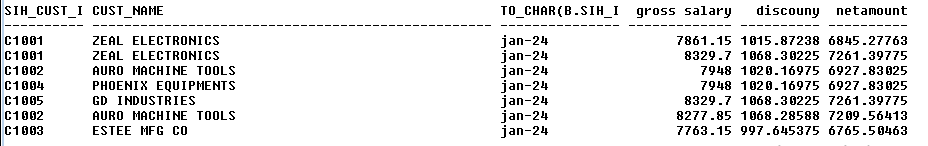 SIH_CUST_I CUST_NAME TO_CHAR(B.SIH_I gross salary discouny netamount
---------- -------------------------------------------------- --------------- ------------ ---------- ----------
C1001 ZEAL ELECTRONICS jan-24 7861.15 1015.87238 6845.27763
C1001 ZEAL ELECTRONICS jan-24 8329.7 1068.30225 7261.39775
C1002 AURO MACHINE TOOLS jan-24 7948 1020.16975 6927.83025
C1004 PHOENIX EQUIPMENTS jan-24 7948 1020.16975 6927.83025
C1005 GD INDUSTRIES jan-24 8329.7 1068.30225 7261.39775
C1002 AURO MACHINE TOOLS jan-24 8277.85 1068.28588 7209.56413
C1003 ESTEE MFG CO jan-24 7763.15 997.645375 6765.50463